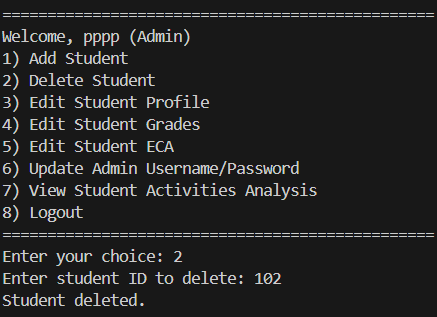 ================================================
Welcome, pppp (Admin)
1) Add Student
2) Delete Student
3) Edit Student Profile
4) Edit Student Grades
5) Edit Student ECA
6) Update Admin Username/Password
7) View Student Activities Analysis
8) Logout
================================================
Enter your choice: 2
Enter student ID to delete: 102
Student deleted.